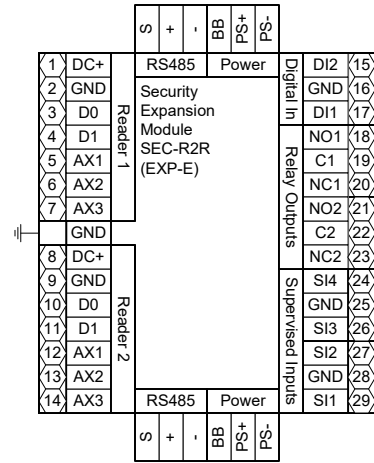 S + - BB PS+ PS-
RS485 Power
1 DC+
2 GND
3 D0
4 D1
5 AX1
6 AX2
7 AX3
Reader 1
GND
8 DC+
9 GND
10 D0
11 D1
12 AX1
13 AX2
14 AX3
Reader 2
Security
Expansion
Module
SEC-R2R
(EXP-E)
Digital In
DI2 15
GND 16
DI1 17
Relay Outputs
NO1 18
C1 19
NC1 20
NO2 21
C2 22
NC2 23
Supervised Inputs
SI4 24
GND 25
SI3 26
SI2 27
GND 28
SI1 29
RS485 Power
S + - BB PS+ PS-